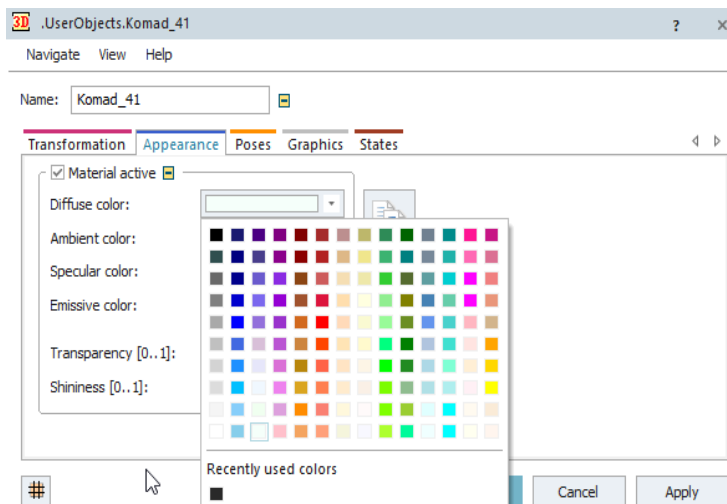 3D .UserObjects.Komad_41 ? ×
Navigate View Help
Name: Komad_41
Transformation Appearance Poses Graphics States
Material active
Diffuse color:
Ambient color:
Specular color:
Emissive color:
Transparency [0..1]:
Shininess [0..1]:
Recently used colors
Cancel Apply